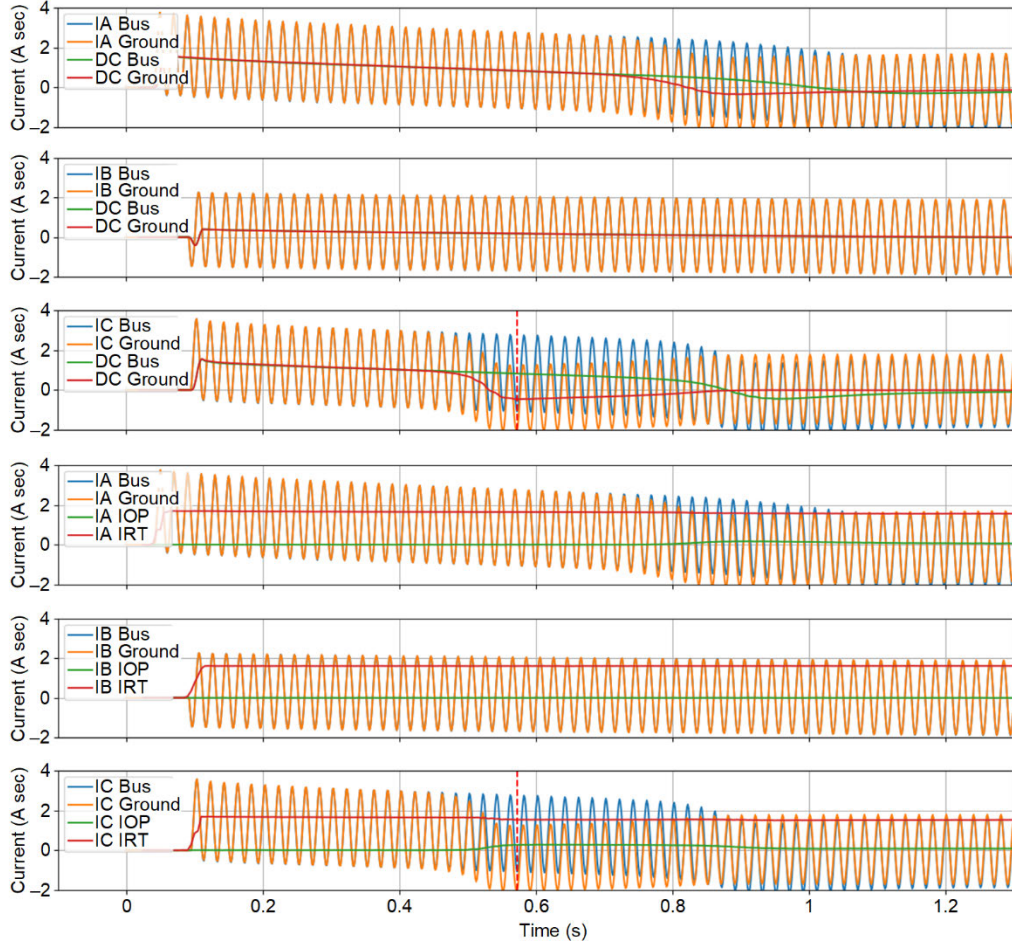 4
2
0
−2
Current (A sec)
IA Bus
IA Ground
DC Bus
DC Ground
4
2
0
−2
Current (A sec)
IB Bus
IB Ground
DC Bus
DC Ground
4
2
0
−2
Current (A sec)
IC Bus
IC Ground
DC Bus
DC Ground
4
2
0
−2
Current (A sec)
IA Bus
IA Ground
IA IOP
IA IRT
4
2
0
−2
Current (A sec)
IB Bus
IB Ground
IB IOP
IB IRT
4
2
0
−2
Current (A sec)
IC Bus
IC Ground
IC IOP
IC IRT
0 0.2 0.4 0.6 0.8 1 1.2
Time (s)